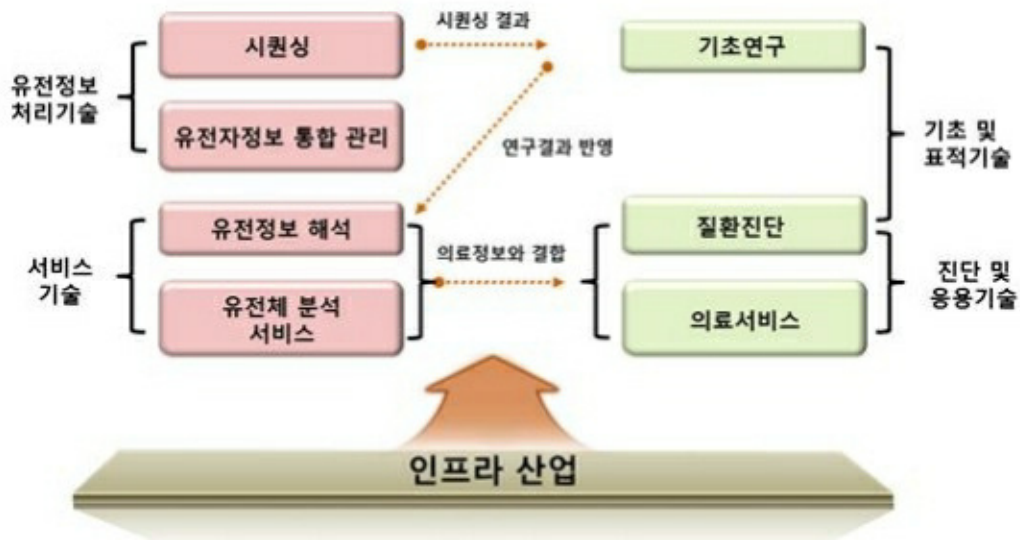 시퀀싱 결과
시퀀싱
기초연구
유전정보
처리기술
유전자정보 통합 관리
연구결과 반영
기초 및
표적기술
유전정보 해석
의료정보와 결합
질환진단
서비스
기술
유전체 분석
서비스
의료서비스
진단 및
응용기술
인프라 산업